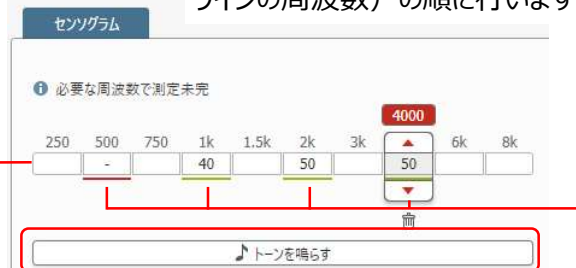 ラインの周波数）の順に行います
センソグラム
必要な周波数で測定未完
4000
250 500 750 1k 1.5k 2k 3k 6k 8k
- 40 50 50
トーンを鳴らす